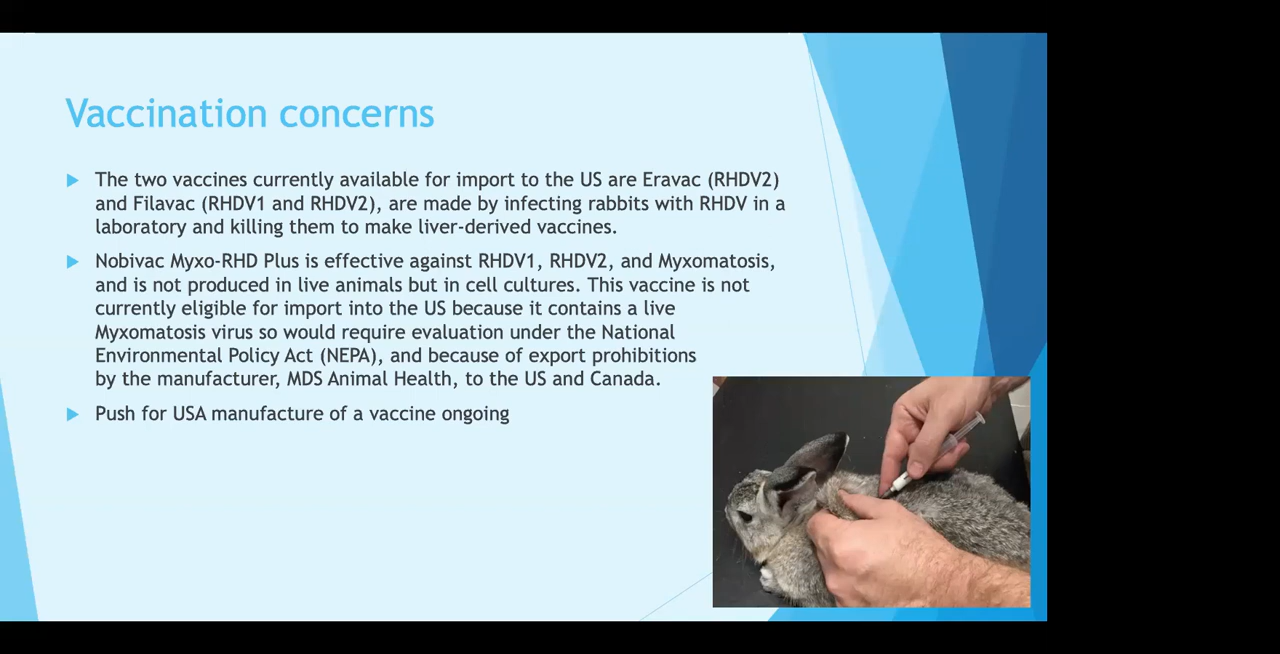 Vaccination concerns
The two vaccines currently available for import to the US are Eravac (RHDV2)
and Filavac (RHDV1 and RHDV2), are made by infecting rabbits with RHDV in a
laboratory and killing them to make liver-derived vaccines.
Nobivac Myxo-RHD Plus is effective against RHDV1, RHDV2, and Myxomatosis,
and is not produced in live animals but in cell cultures. This vaccine is not
currently eligible for import into the US because it contains a live
Myxomatosis virus so would require evaluation under the National
Environmental Policy Act (NEPA), and because of export prohibitions
by the manufacturer, MDS Animal Health, to the US and Canada.
Push for USA manufacture of a vaccine ongoing